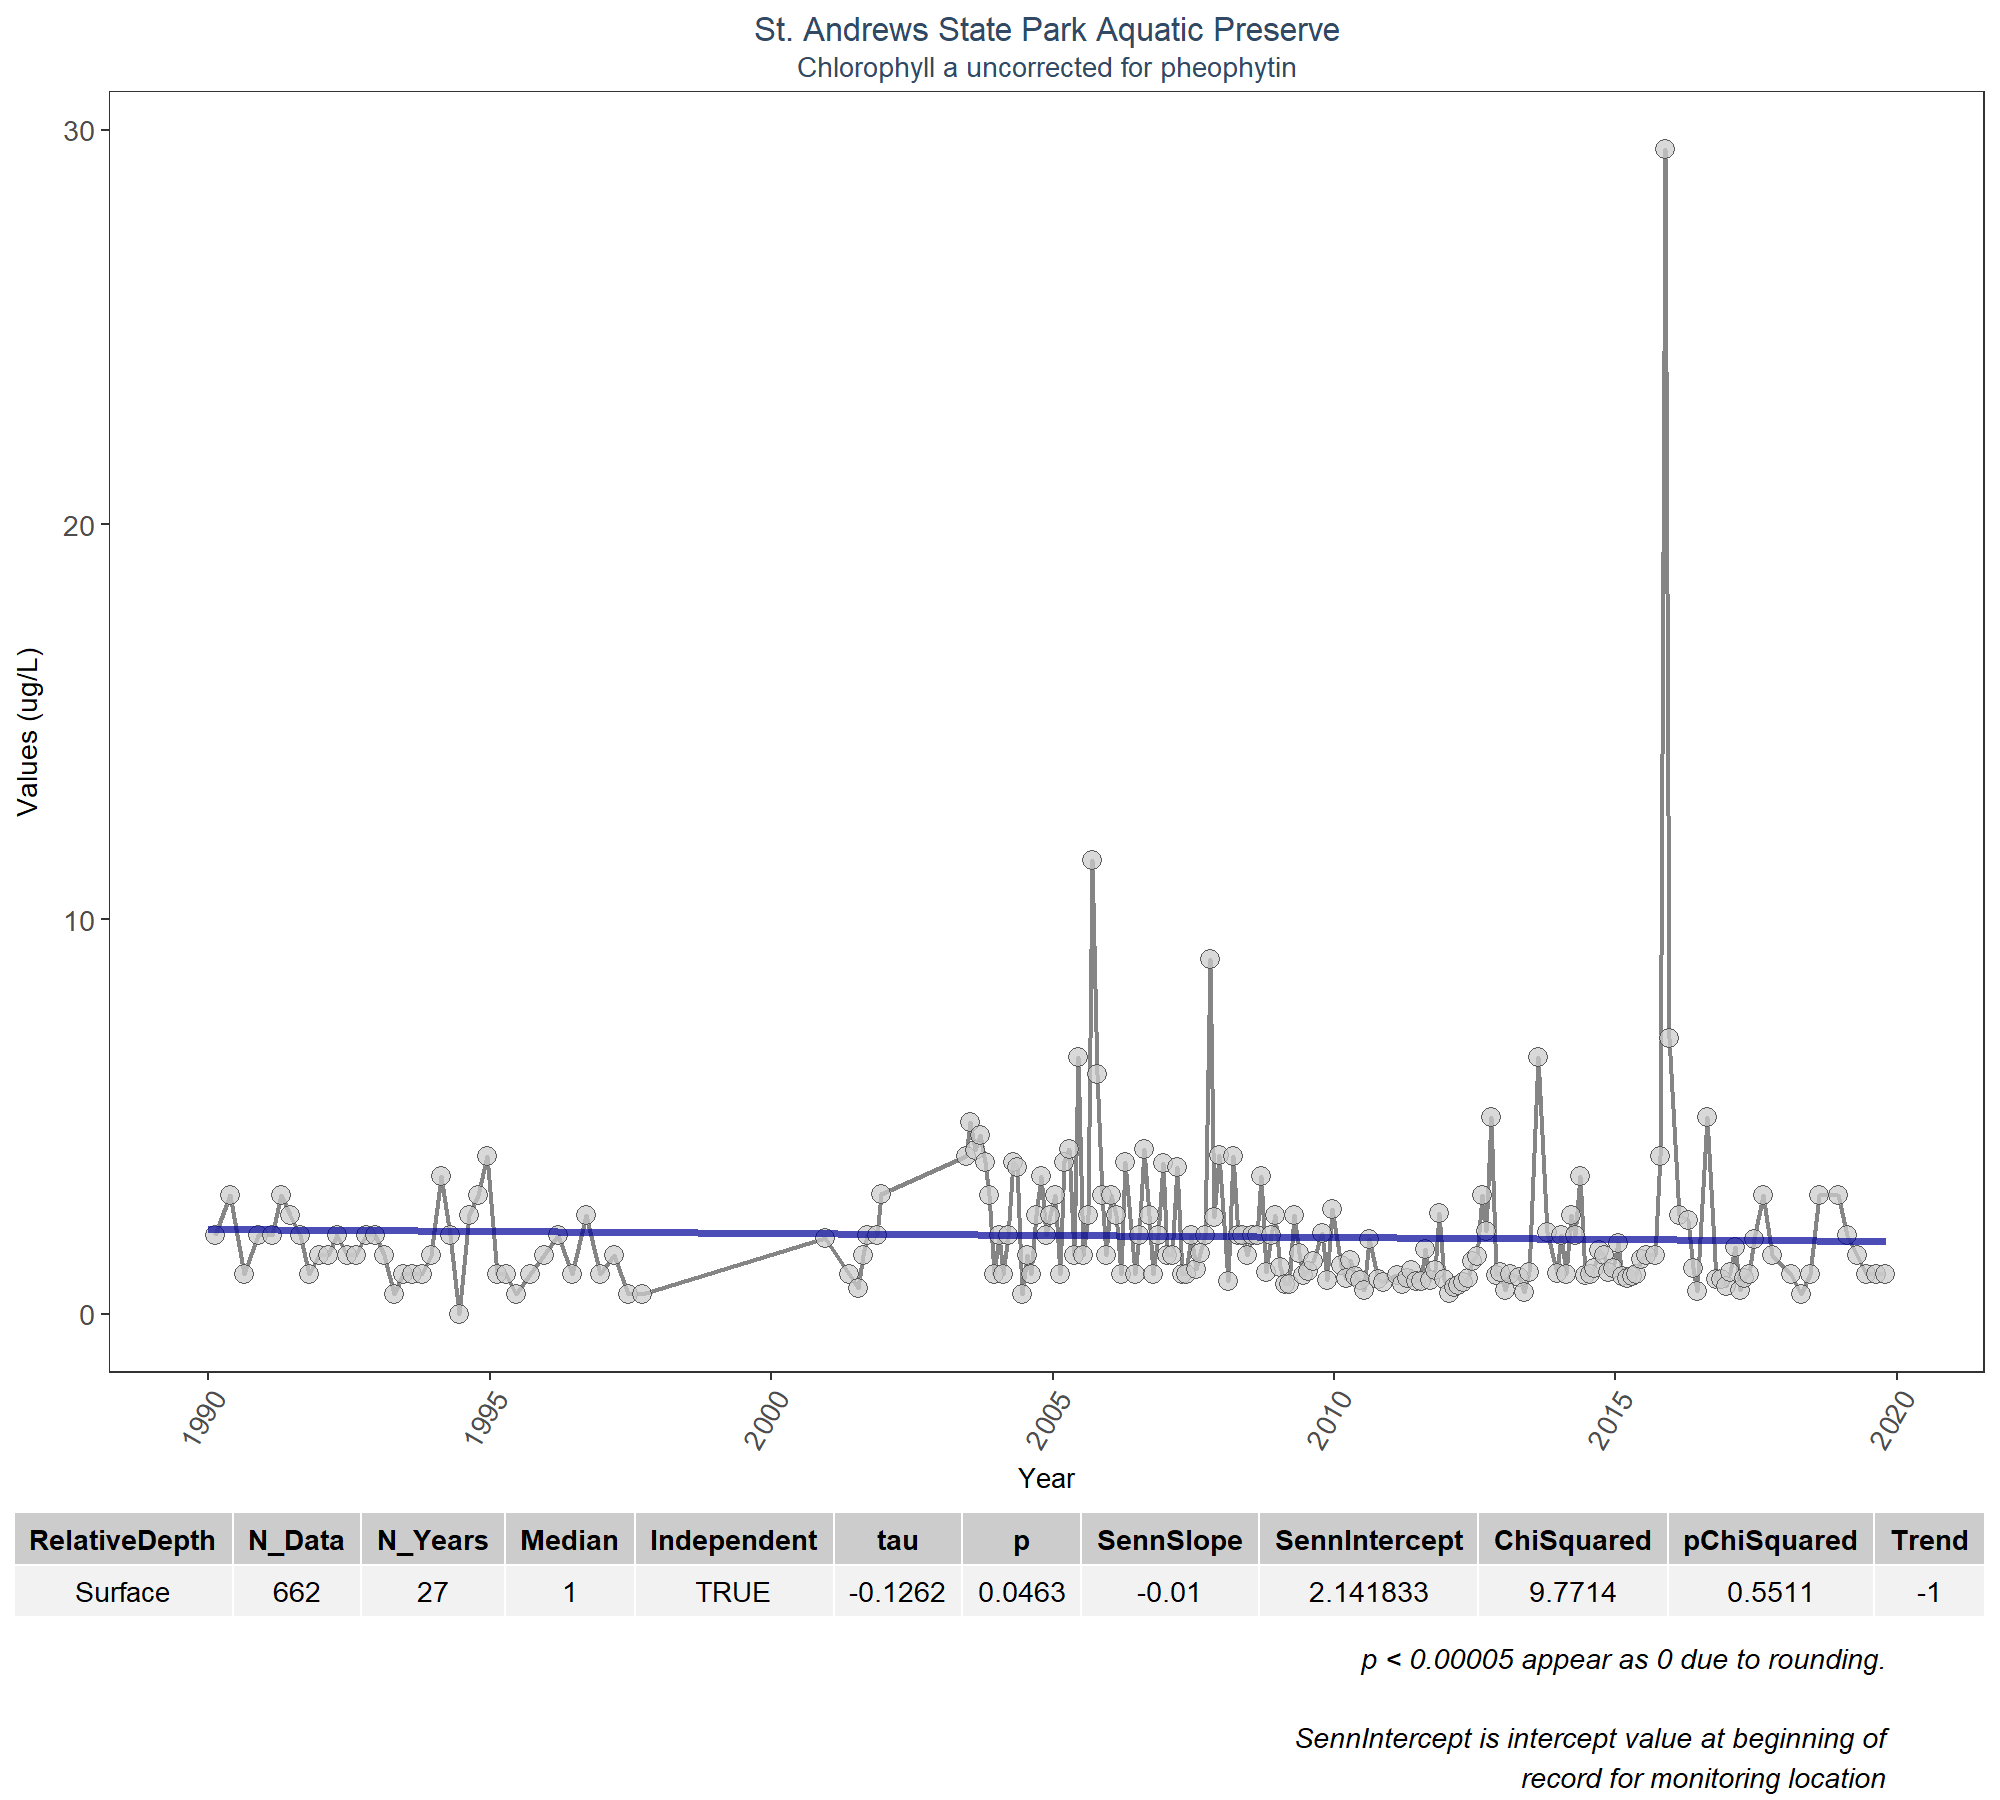 St. Andrews State Park Aquatic Preserve
Chlorophyll a uncorrected for pheophytin
30
20
10
0
Values (ug/L)
1990 1995 2000 2005 2010 2015 2020
Year
RelativeDepth N_Data N_Years Median Independent tau p SennSlope SennIntercept ChiSquared pChiSquared Trend
Surface 662 27 1 TRUE -0.1262 0.0463 -0.01 2.141833 9.7714 0.5511 -1
p < 0.00005 appear as 0 due to rounding.
SennIntercept is intercept value at beginning of
record for monitoring location